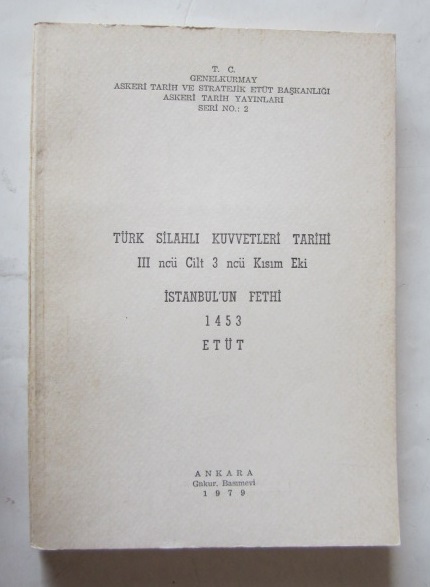 T. C.
GENELKURMAY
ASKERİ TARİH VE STRATEJİK ETÜT BAŞKANLIĞI
ASKERİ TARİH YAYINLARI
SERİ NO.: 2
TÜRK SİLAHLI KUVVETLERİ TARİHİ
III ncü Cilt 3 ncü Kısım Eki
İSTANBUL'UN FETHİ
1453
ETÜT
ANKARA
Gnkur. Basımevi
1979